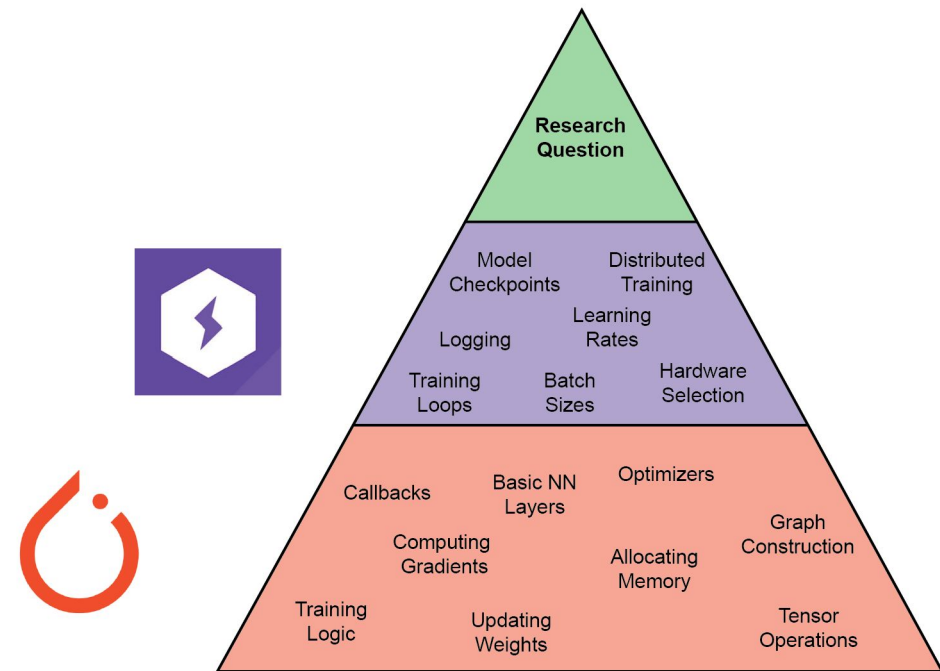 Research
Question
Model
Checkpoints
Distributed
Training
Logging
Learning
Rates
Training
Loops
Batch
Sizes
Hardware
Selection
Callbacks
Basic NN
Layers
Optimizers
Computing
Gradients
Allocating
Memory
Graph
Construction
Training
Logic
Updating
Weights
Tensor
Operations